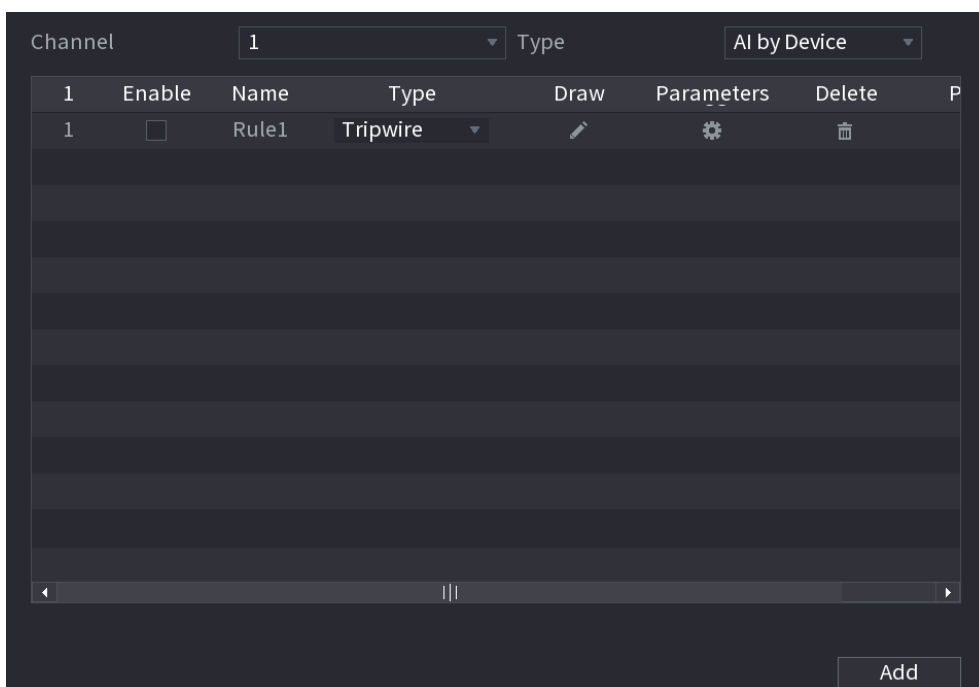 Channel 1 Type AI by Device
1 Enable Name Type Draw Parameters Delete P
1 Rule1 Tripwire
Add